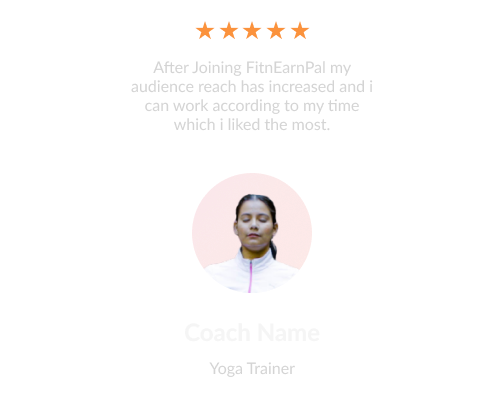 After Joining FitnEarnPal my
audience reach has increased and i
can work according to my time
which i liked the most.
Coach Name
Yoga Trainer